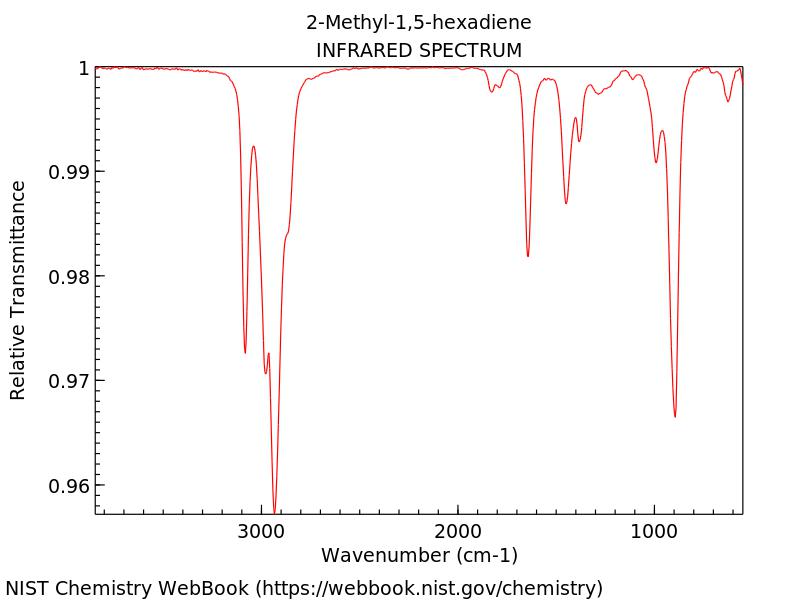 2-Methyl-1,5-hexadiene
INFRARED SPECTRUM
1
0.99
0.98
0.97
0.96
Relative Transmittance
3000 2000 1000
Wavenumber (cm-1)
NIST Chemistry WebBook (https://webbook.nist.gov/chemistry)